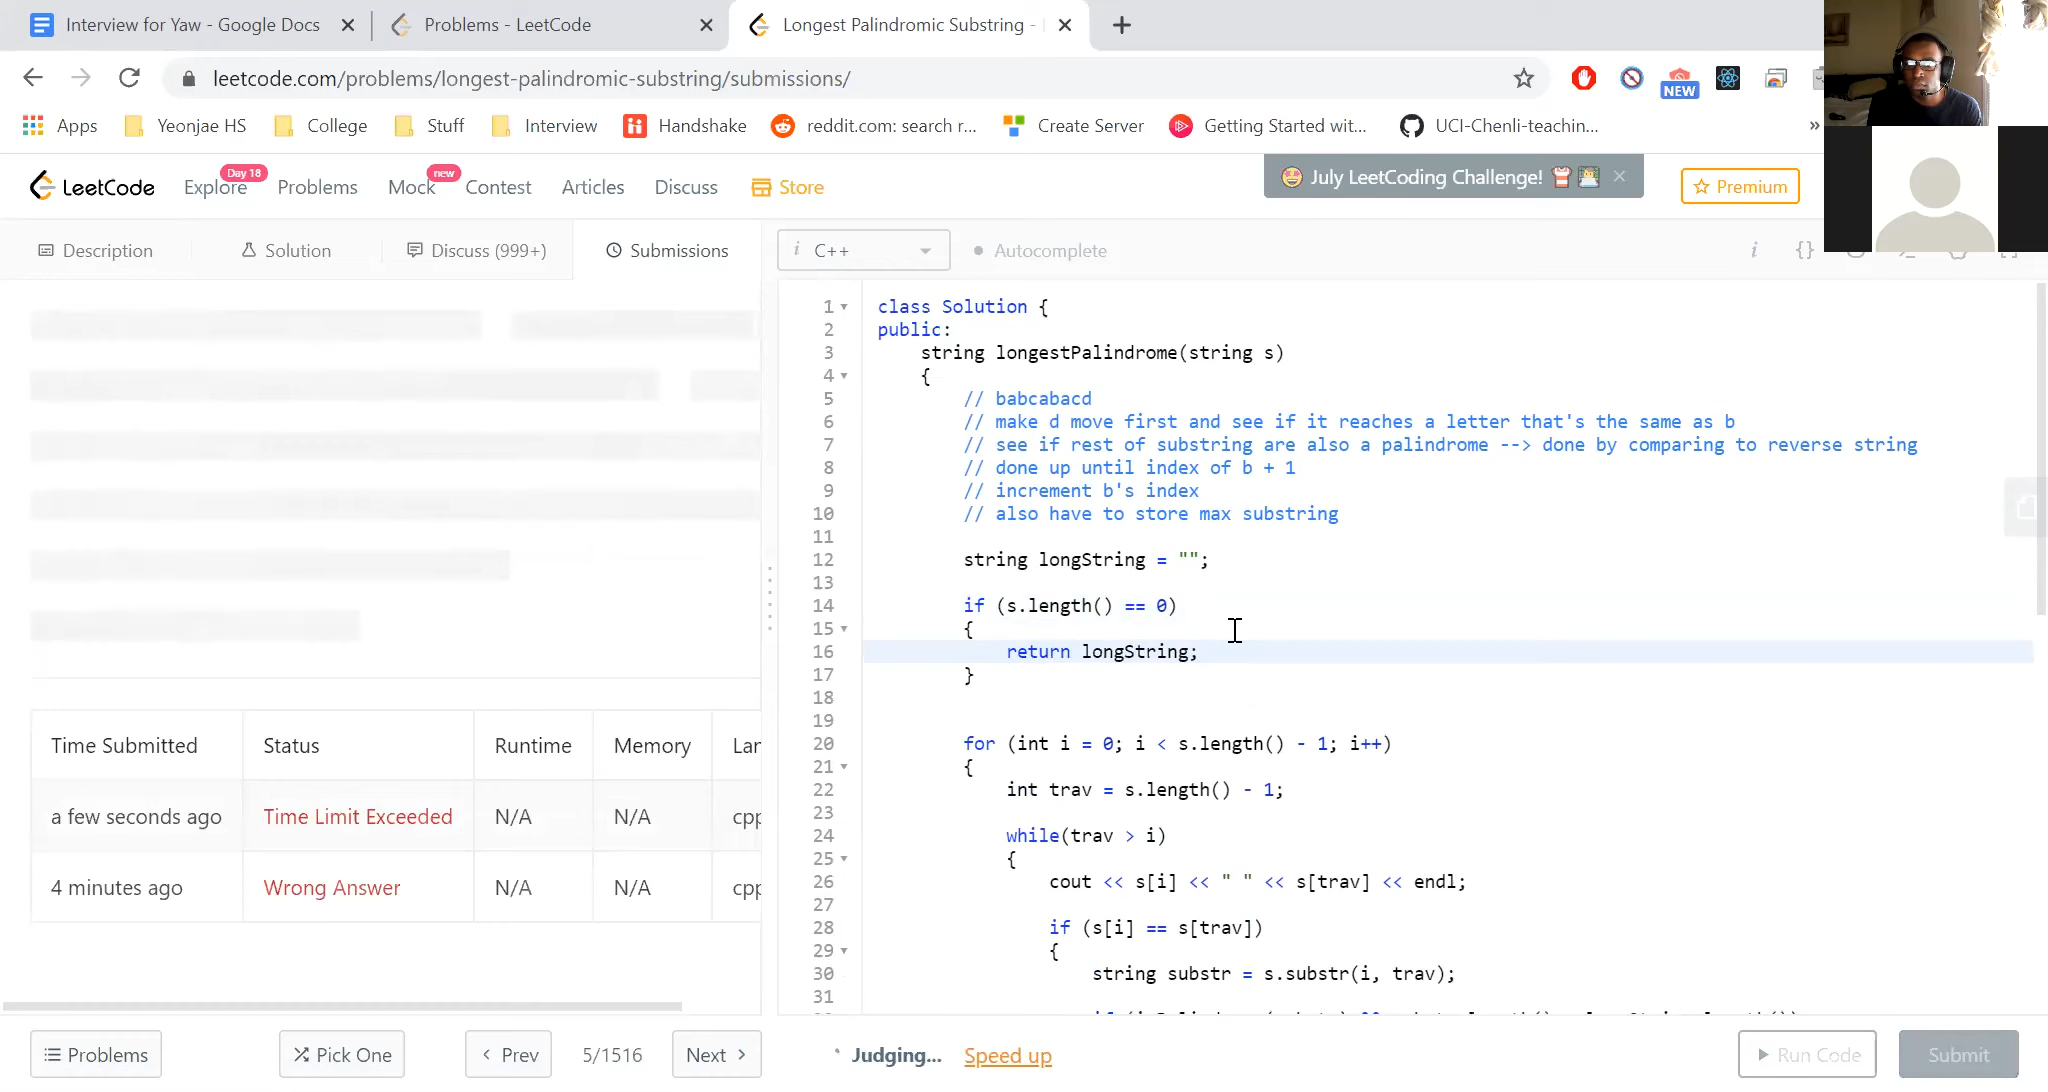 Interview for Yaw - Google Docs
Problems - LeetCode
Longest Palindromic Substring -
leetcode.com/problems/longest-palindromic-substring/submissions/
NEW
Apps
Yeonjae HS
College
Stuff
Interview
Handshake
reddit.com: search r...
Create Server
Getting Started wit...
UCI-Chenli-teachin...
»
LeetCode
Explore
Day 18
Problems
Mock
new
Contest
Articles
Discuss
Store
July LeetCoding Challenge!
Premium
Description
Solution
Discuss (999+)
Submissions
i C++
Autocomplete
i {}
1 class Solution {
2 public:
3 string longestPalindrome(string s)
4 {
5 // babcabacd
6 // make d move first and see if it reaches a letter that's the same as b
7 // see if rest of substring are also a palindrome --> done by comparing to reverse string
8 // done up until index of b + 1
9 // increment b's index
10 // also have to store max substring
11
12 string longString = "";
13
14 if (s.length() == 0)
15 {
16 return longString;
17 }
18
19
20 for (int i = 0; i < s.length() - 1; i++)
21 {
22 int trav = s.length() - 1;
23
24 while(trav > i)
25 {
26 cout << s[i] << " " << s[trav] << endl;
27
28 if (s[i] == s[trav])
29 {
30 string substr = s.substr(i, trav);
31
Time Submitted Status Runtime Memory Lar
a few seconds ago Time Limit Exceeded N/A N/A cpp
4 minutes ago Wrong Answer N/A N/A cpp
Problems
Pick One
Prev
5/1516
Next
Judging...
Speed up
Run Code
Submit